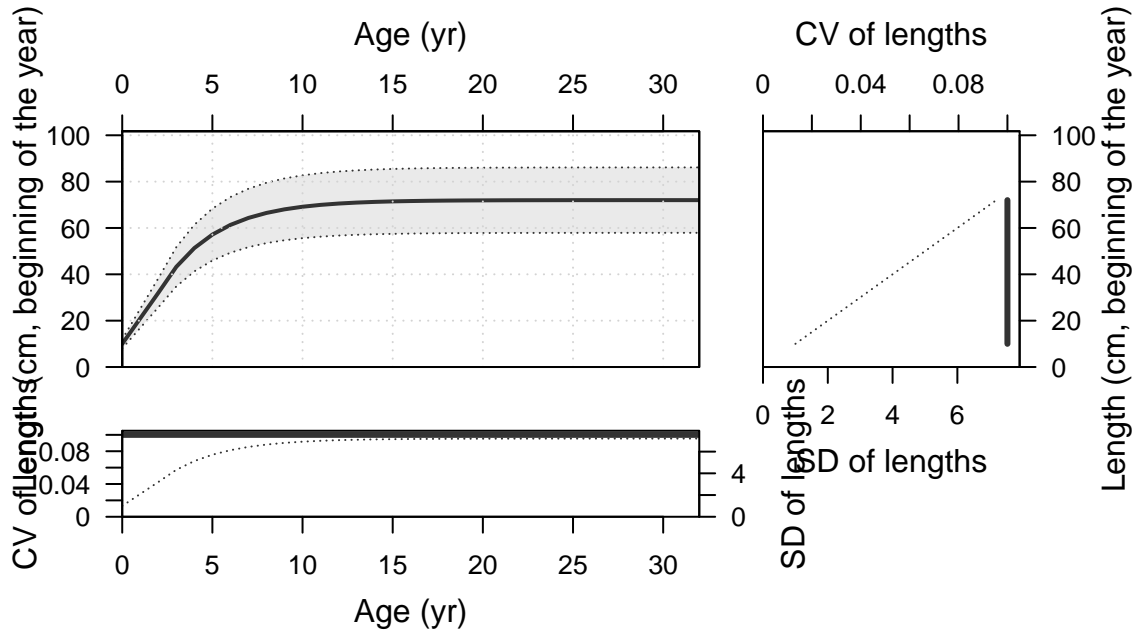 Age (yr)
CV of lengths
0 5 10 15 20 25 30
0 0.04 0.08
Length (cm, beginning of the year)
100
80
60
40
20
0
100
80
60
40
20
0
Length (cm, beginning of the year)
0 2 4 6
SD of lengths
CV of lengths
0.08
0.04
0
4
0
SD of lengths
0 5 10 15 20 25 30
Age (yr)